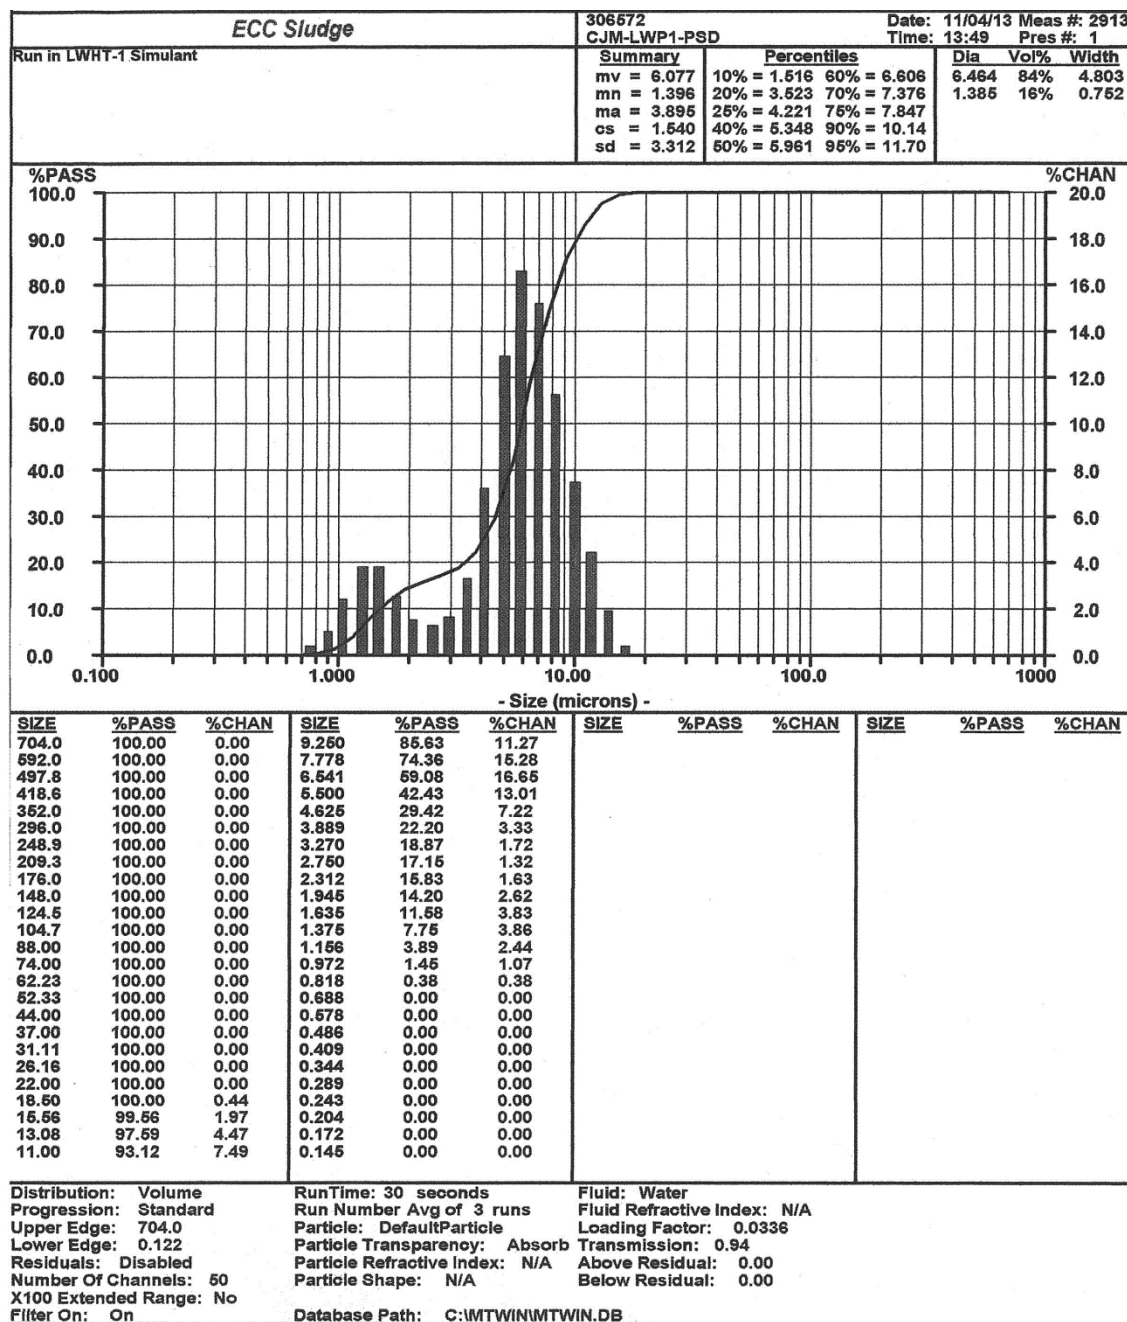 ECC Sludge
306572 Date: 11/04/13 Meas #: 2913
CJM-LWP1-PSD Time: 13:49 Pres #: 1
Run in LWHT-1 Simulant
Summary Percentiles Dia Vol% Width
mv = 6.077 10% = 1.516 60% = 6.606 6.464 84% 4.803
mn = 1.396 20% = 3.523 70% = 7.376 1.385 16% 0.752
ma = 3.895 25% = 4.221 75% = 7.847
cs = 1.540 40% = 5.348 90% = 10.14
sd = 3.312 50% = 5.961 95% = 11.70
%PASS %CHAN
100.0 20.0
90.0 18.0
80.0 16.0
70.0 14.0
60.0 12.0
50.0 10.0
40.0 8.0
30.0 6.0
20.0 4.0
10.0 2.0
0.0 0.0
0.100 1.000 10.00 100.0 1000
- Size (microns) -
SIZE %PASS %CHAN SIZE %PASS %CHAN SIZE %PASS %CHAN SIZE %PASS %CHAN
704.0 100.00 0.00 9.250 85.63 11.27
592.0 100.00 0.00 7.778 74.36 15.28
497.8 100.00 0.00 6.541 59.08 16.65
418.6 100.00 0.00 5.500 42.43 13.01
352.0 100.00 0.00 4.625 29.42 7.22
296.0 100.00 0.00 3.889 22.20 3.33
248.9 100.00 0.00 3.270 18.87 1.72
209.3 100.00 0.00 2.750 17.15 1.32
176.0 100.00 0.00 2.312 15.83 1.63
148.0 100.00 0.00 1.945 14.20 2.62
124.5 100.00 0.00 1.635 11.58 3.83
104.7 100.00 0.00 1.375 7.75 3.86
88.00 100.00 0.00 1.156 3.89 2.44
74.00 100.00 0.00 0.972 1.45 1.07
62.23 100.00 0.00 0.818 0.38 0.38
52.33 100.00 0.00 0.688 0.00 0.00
44.00 100.00 0.00 0.578 0.00 0.00
37.00 100.00 0.00 0.486 0.00 0.00
31.11 100.00 0.00 0.409 0.00 0.00
26.16 100.00 0.00 0.344 0.00 0.00
22.00 100.00 0.00 0.289 0.00 0.00
18.50 100.00 0.44 0.243 0.00 0.00
15.56 99.56 1.97 0.204 0.00 0.00
13.08 97.59 4.47 0.172 0.00 0.00
11.00 93.12 7.49 0.145 0.00 0.00
Distribution: Volume RunTime: 30 seconds Fluid: Water
Progression: Standard Run Number Avg of 3 runs Fluid Refractive Index: N/A
Upper Edge: 704.0 Particle: DefaultParticle Loading Factor: 0.0336
Lower Edge: 0.122 Particle Transparency: Absorb Transmission: 0.94
Residuals: Disabled Particle Refractive Index: N/A Above Residual: 0.00
Number Of Channels: 50 Particle Shape: N/A Below Residual: 0.00
X100 Extended Range: No
Filter On: On Database Path: C:\MTWIN\MTWIN.DB